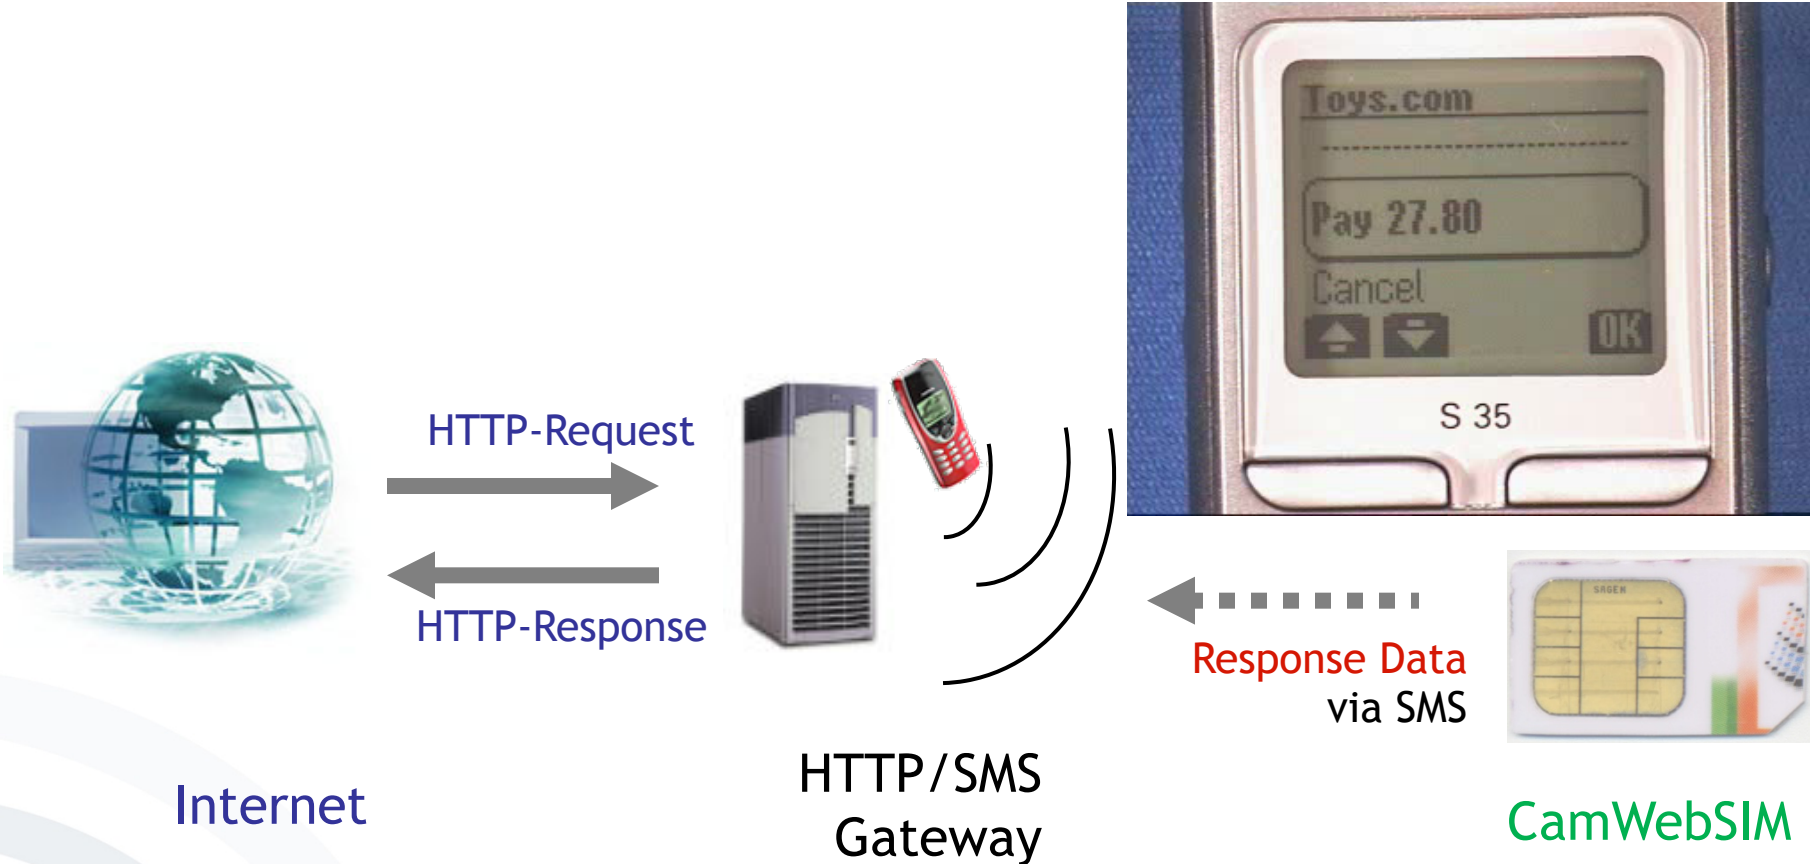 Toys.com
Pay 27.80
Cancel
OK
S 35
HTTP-Request
HTTP-Response
Response Data
via SMS
SAGEM
Internet
HTTP/SMS
Gateway
CamWebSIM